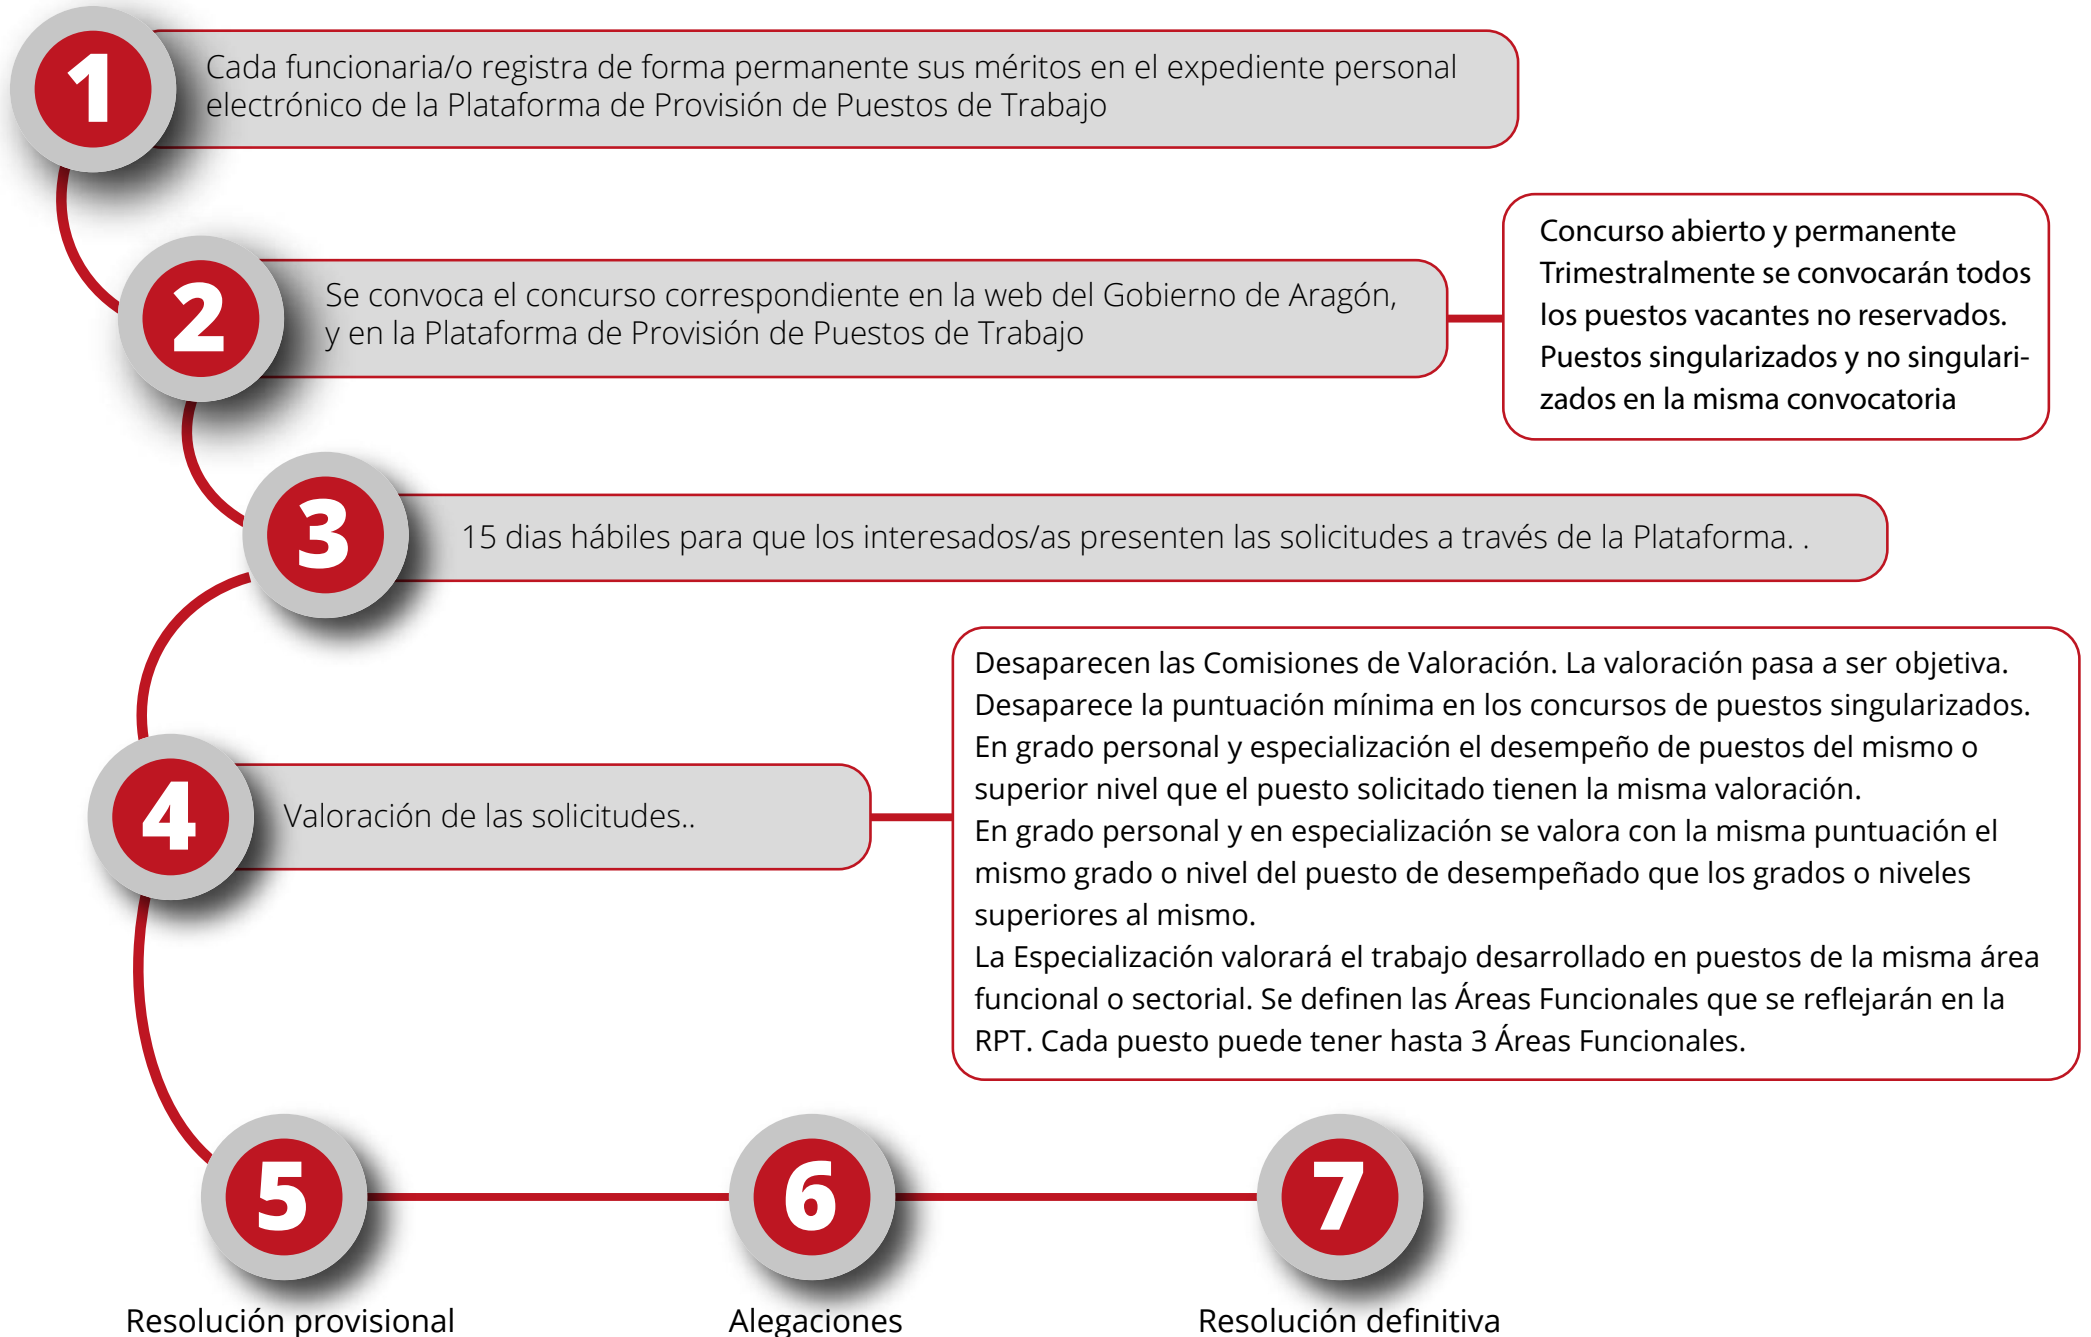 1
Cada funcionaria/o registra de forma permanente sus méritos en el expediente personal
electrónico de la Plataforma de Provisión de Puestos de Trabajo
2
Se convoca el concurso correspondiente en la web del Gobierno de Aragón,
y en la Plataforma de Provisión de Puestos de Trabajo
Concurso abierto y permanente
Trimestralmente se convocarán todos
los puestos vacantes no reservados.
Puestos singularizados y no singulari-
zados en la misma convocatoria
3
15 dias hábiles para que los interesados/as presenten las solicitudes a través de la Plataforma. .
4
Valoración de las solicitudes..
Desaparecen las Comisiones de Valoración. La valoración pasa a ser objetiva.
Desaparece la puntuación mínima en los concursos de puestos singularizados.
En grado personal y especialización el desempeño de puestos del mismo o
superior nivel que el puesto solicitado tienen la misma valoración.
En grado personal y en especialización se valora con la misma puntuación el
mismo grado o nivel del puesto de desempeñado que los grados o niveles
superiores al mismo.
La Especialización valorará el trabajo desarrollado en puestos de la misma área
funcional o sectorial. Se definen las Áreas Funcionales que se reflejarán en la
RPT. Cada puesto puede tener hasta 3 Áreas Funcionales.
5
Resolución provisional
6
Alegaciones
7
Resolución definitiva